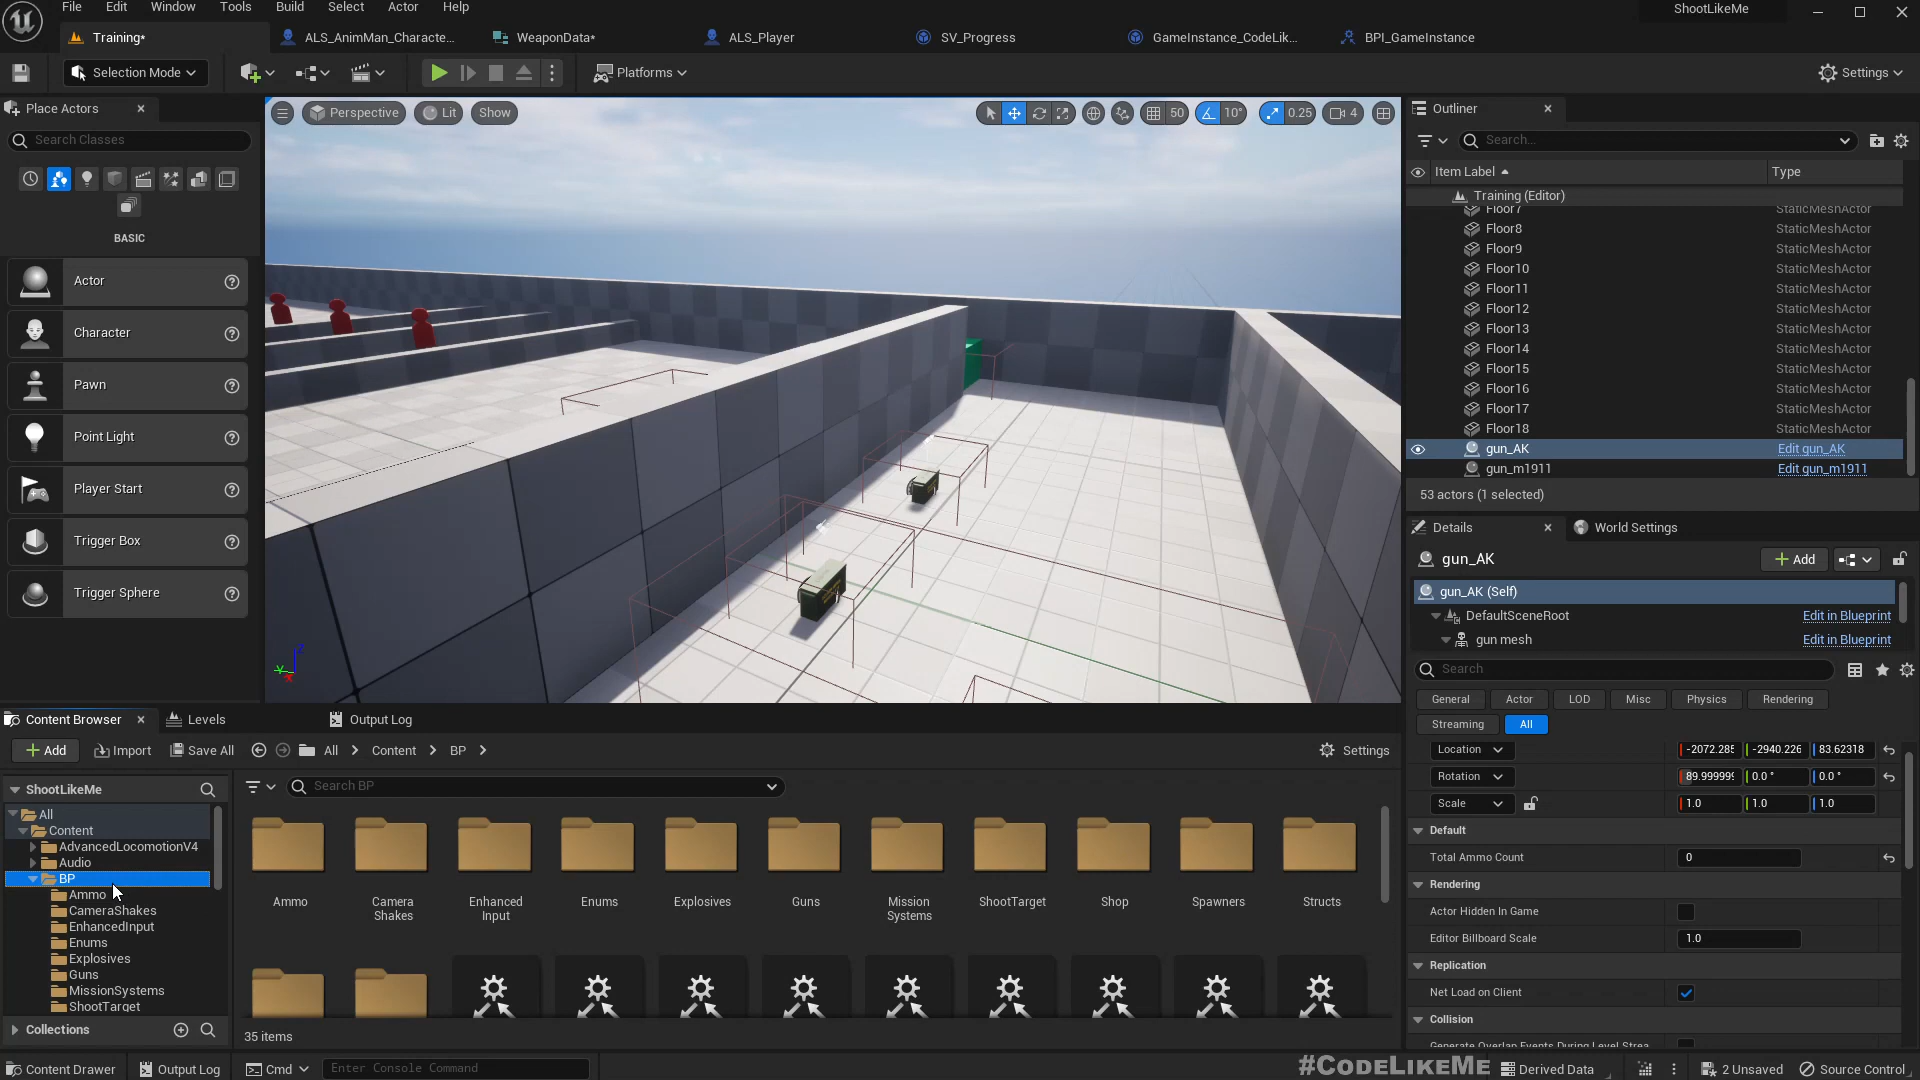 File Edit Window Tools Build Select Actor Help
ShootLikeMe
Training* ALS_AnimMan_Characte... WeaponData* ALS_Player SV_Progress GameInstance_CodeLik... BPI_GameInstance
Selection Mode Platforms Settings
Place Actors
Search Classes
BASIC
Actor
Character
Pawn
Point Light
Player Start
Trigger Box
Trigger Sphere
Perspective Lit Show 50 10° 0.25 4
Z
Y
X
Outliner
Search...
Item Label Type
Training (Editor)
Floor7 StaticMeshActor
Floor8 StaticMeshActor
Floor9 StaticMeshActor
Floor10 StaticMeshActor
Floor11 StaticMeshActor
Floor12 StaticMeshActor
Floor13 StaticMeshActor
Floor14 StaticMeshActor
Floor15 StaticMeshActor
Floor16 StaticMeshActor
Floor17 StaticMeshActor
Floor18 StaticMeshActor
gun_AK Edit gun_AK
gun_m1911 Edit gun_m1911
53 actors (1 selected)
Details World Settings
gun_AK Add
gun_AK (Self)
DefaultSceneRoot Edit in Blueprint
gun mesh Edit in Blueprint
Search
General Actor LOD Misc Physics Rendering
Streaming All
Location -2072.285 -2940.226 83.62318
Rotation 89.999999 0.0 ° 0.0 °
Scale 1.0 1.0 1.0
Default
Total Ammo Count 0
Rendering
Actor Hidden In Game
Editor Billboard Scale 1.0
Replication
Net Load on Client
Collision
Generate Overlap Events During Level Strea
Content Browser Levels Output Log
Add Import Save All All Content BP Settings
ShootLikeMe
All
Content
AdvancedLocomotionV4
Audio
BP
Ammo
CameraShakes
EnhancedInput
Enums
Explosives
Guns
MissionSystems
ShootTarget
Collections
Search BP
Ammo
Camera Shakes
Enhanced Input
Enums
Explosives
Guns
Mission Systems
ShootTarget
Shop
Spawners
Structs
35 items
Content Drawer Output Log Cmd Enter Console Command #CODELIKEME Derived Data 2 Unsaved Source Control